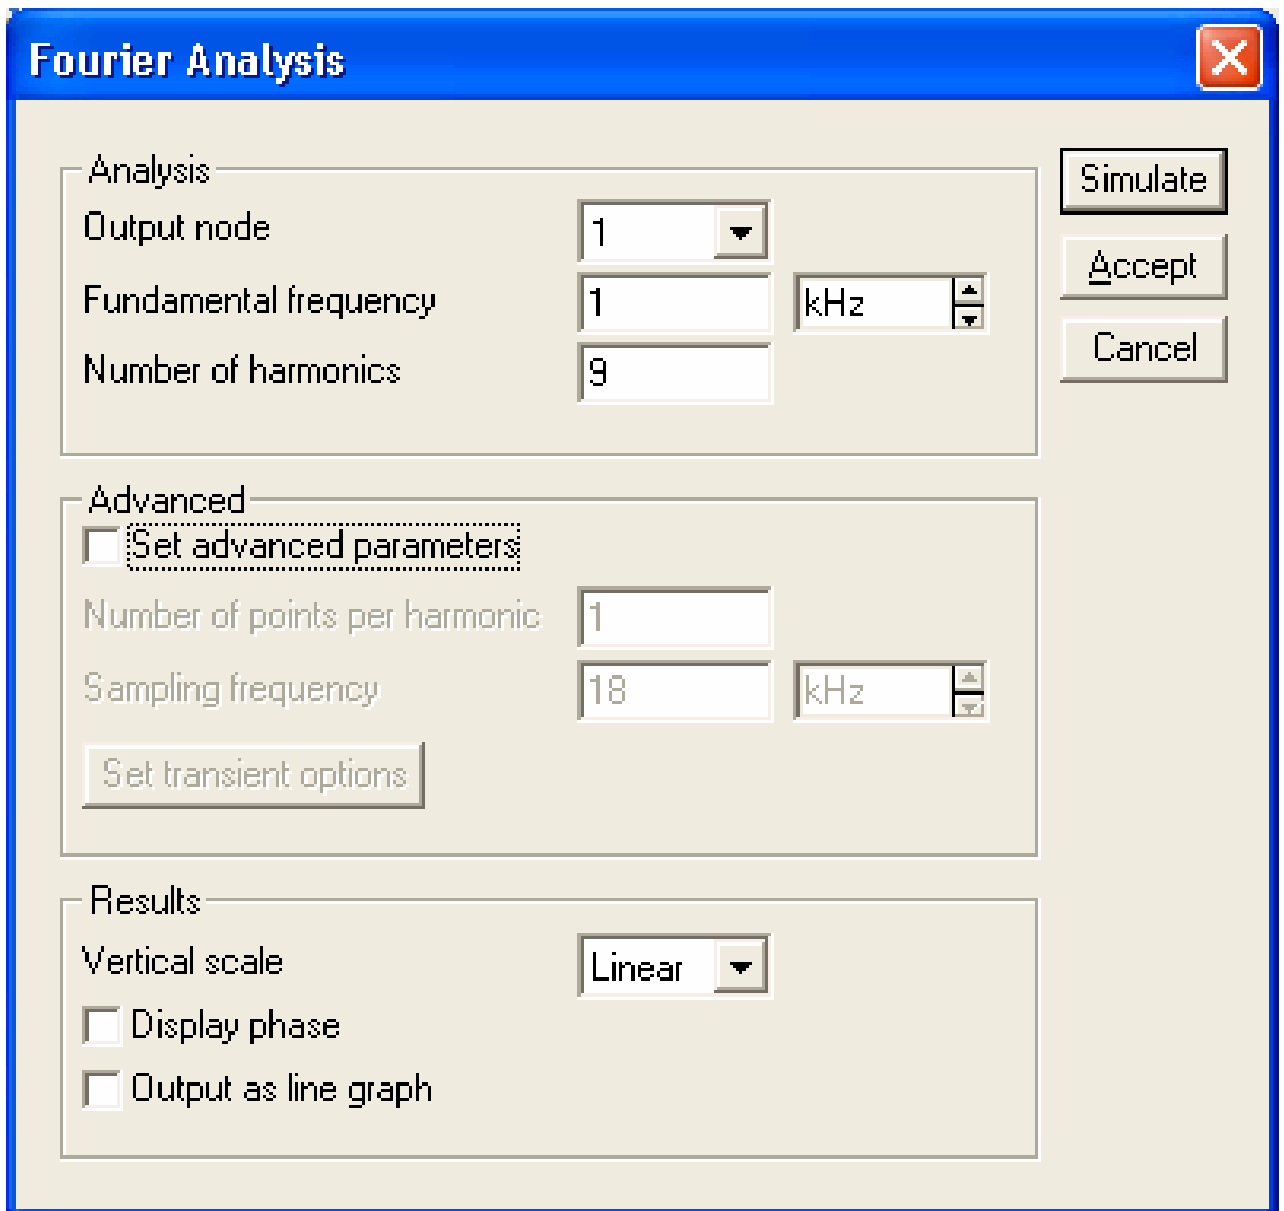 Fourier Analysis
Analysis
Output node 1
Fundamental frequency 1 kHz
Number of harmonics 9
Simulate
Accept
Cancel
Advanced
Set advanced parameters
Number of points per harmonic 1
Sampling frequency 18 kHz
Set transient options
Results
Vertical scale Linear
Display phase
Output as line graph